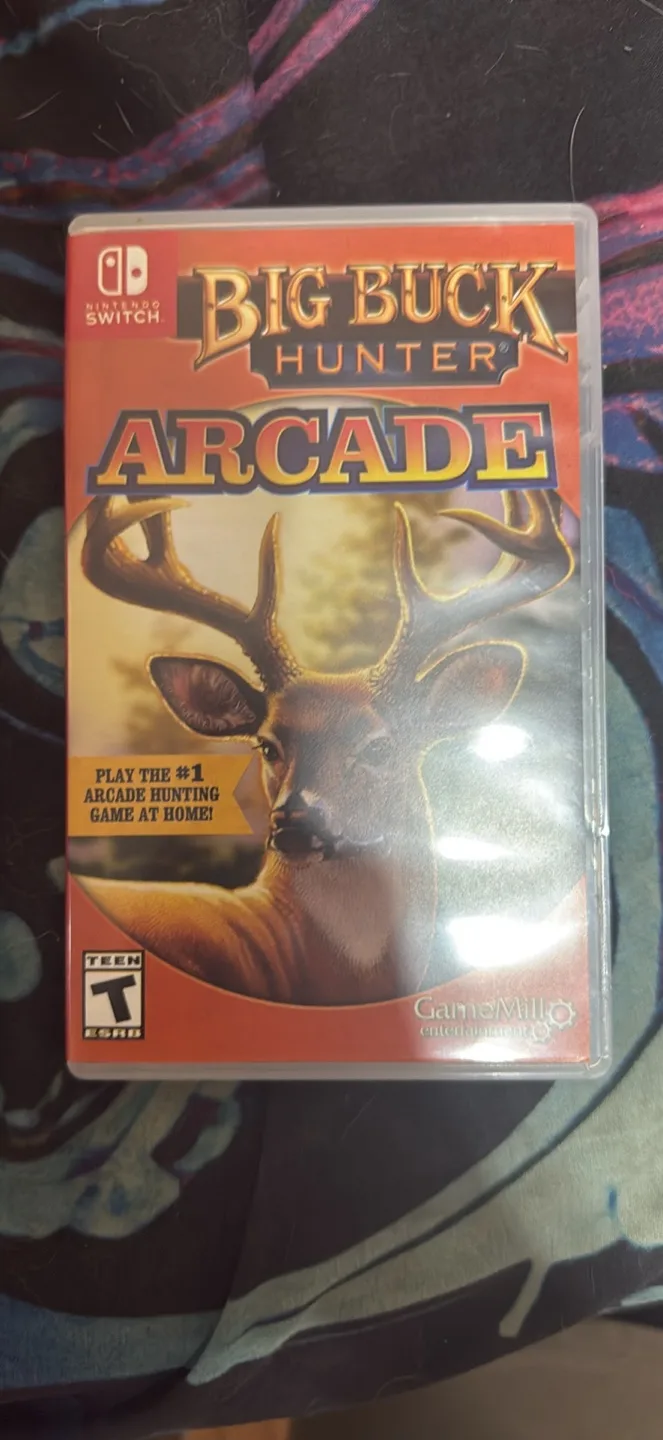 NINTENDO
SWITCH
BIG BUCK
HUNTER®
ARCADE
PLAY THE #1
ARCADE HUNTING
GAME AT HOME!
TEEN
T
ESRB
GameMill
entertainment